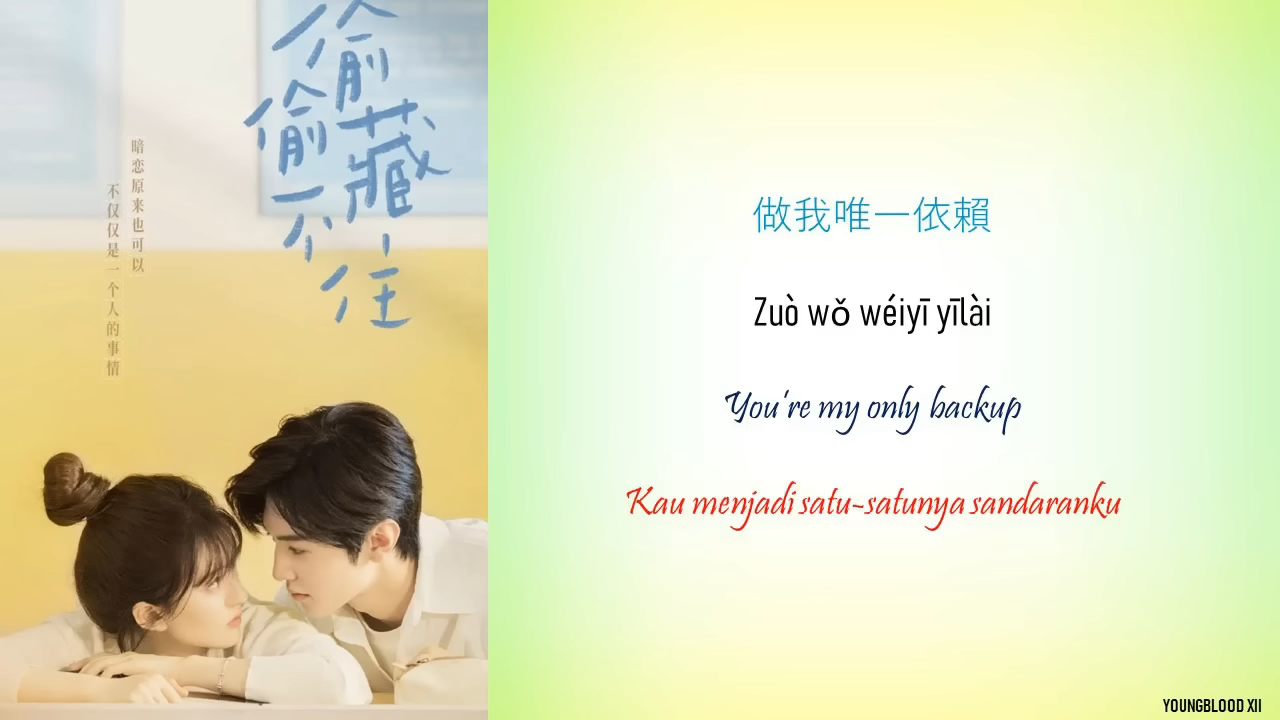 偷偷藏不住
暗恋原来也可以
不仅仅是一个人的事情
做我唯一依賴
Zuò wǒ wéiyī yīlài
You're my only backup
Kau menjadi satu-satunya sandaranku
YOUNGBLOOD XII